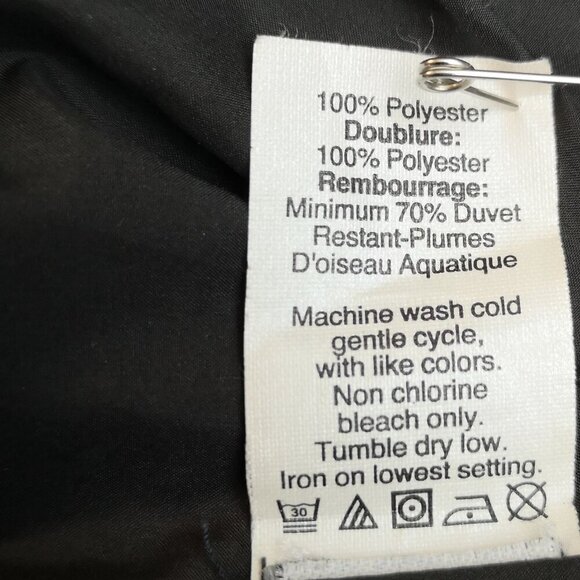 100% Polyester
Doublure:
100% Polyester
Rembourrage:
Minimum 70% Duvet
Restant-Plumes
D'oiseau Aquatique
Machine wash cold
gentle cycle,
with like colors.
Non chlorine
bleach only.
Tumble dry low.
Iron on lowest setting.
30